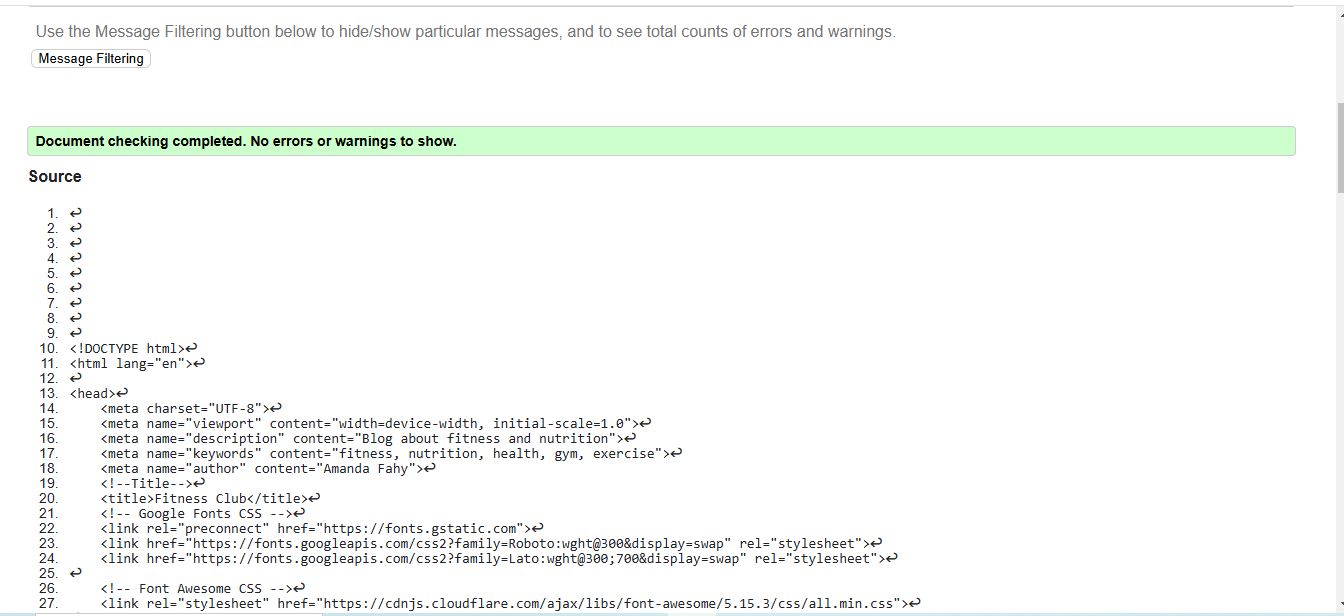 Use the Message Filtering button below to hide/show particular messages, and to see total counts of errors and warnings.
Message Filtering
Document checking completed. No errors or warnings to show.
Source
1. ↩
2. ↩
3. ↩
4. ↩
5. ↩
6. ↩
7. ↩
8. ↩
9. ↩
10. <!DOCTYPE html>↩
11. <html lang="en">↩
12. ↩
13. <head>↩
14.     <meta charset="UTF-8">↩
15.     <meta name="viewport" content="width=device-width, initial-scale=1.0">↩
16.     <meta name="description" content="Blog about fitness and nutrition">↩
17.     <meta name="keywords" content="fitness, nutrition, health, gym, exercise">↩
18.     <meta name="author" content="Amanda Fahy">↩
19.     <!--Title-->↩
20.     <title>Fitness Club</title>↩
21.     <!-- Google Fonts CSS -->↩
22.     <link rel="preconnect" href="https://fonts.gstatic.com">↩
23.     <link href="https://fonts.googleapis.com/css2?family=Roboto:wght@300&display=swap" rel="stylesheet">↩
24.     <link href="https://fonts.googleapis.com/css2?family=Lato:wght@300;700&display=swap" rel="stylesheet">↩
25. ↩
26.     <!-- Font Awesome CSS -->↩
27.     <link rel="stylesheet" href="https://cdnjs.cloudflare.com/ajax/libs/font-awesome/5.15.3/css/all.min.css">↩